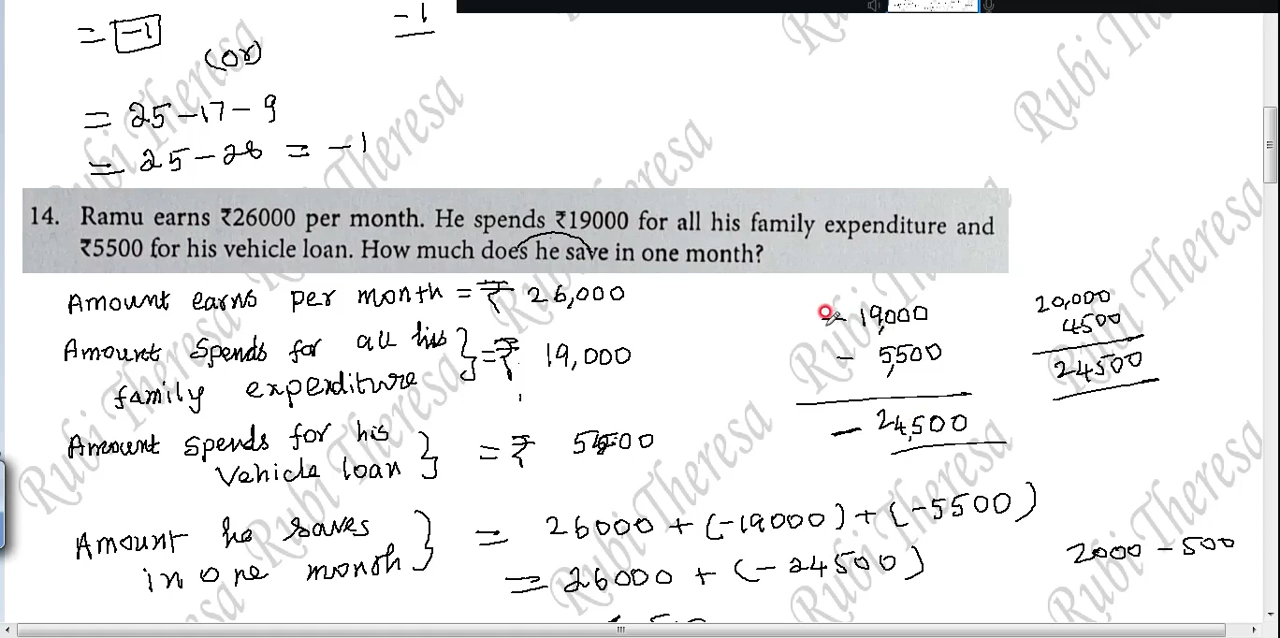 = -1
-1
(or)
= 25-17-9
= 25-26 = -1
14. Ramu earns ₹26000 per month. He spends ₹19000 for all his family expenditure and
₹5500 for his vehicle loan. How much does he save in one month?
Amount earns per month = ₹ 26,000
Amount spends for all his
family expenditure } = ₹ 19,000
Amount spends for his
vehicle loan } = ₹ 5500
Amount he saves
in one month } = 26000 + (-19000) + (-5500)
= 26000 + (-24500)
- 19,000
- 5,500
- 24,500
20,000
4500
24500
2000 - 500
Rubi Theresa